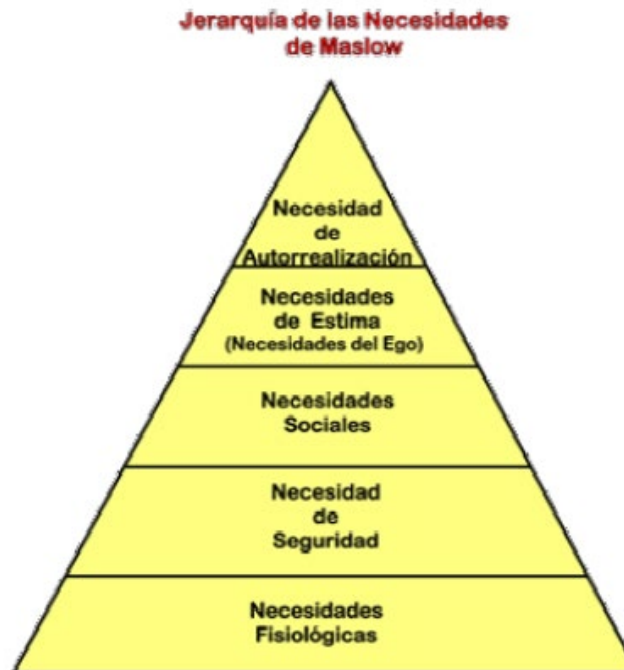 Jerarquía de las Necesidades
de Maslow
Necesidad
de
Autorrealización
Necesidades
de Estima
(Necesidades del Ego)
Necesidades
Sociales
Necesidad
de
Seguridad
Necesidades
Fisiológicas